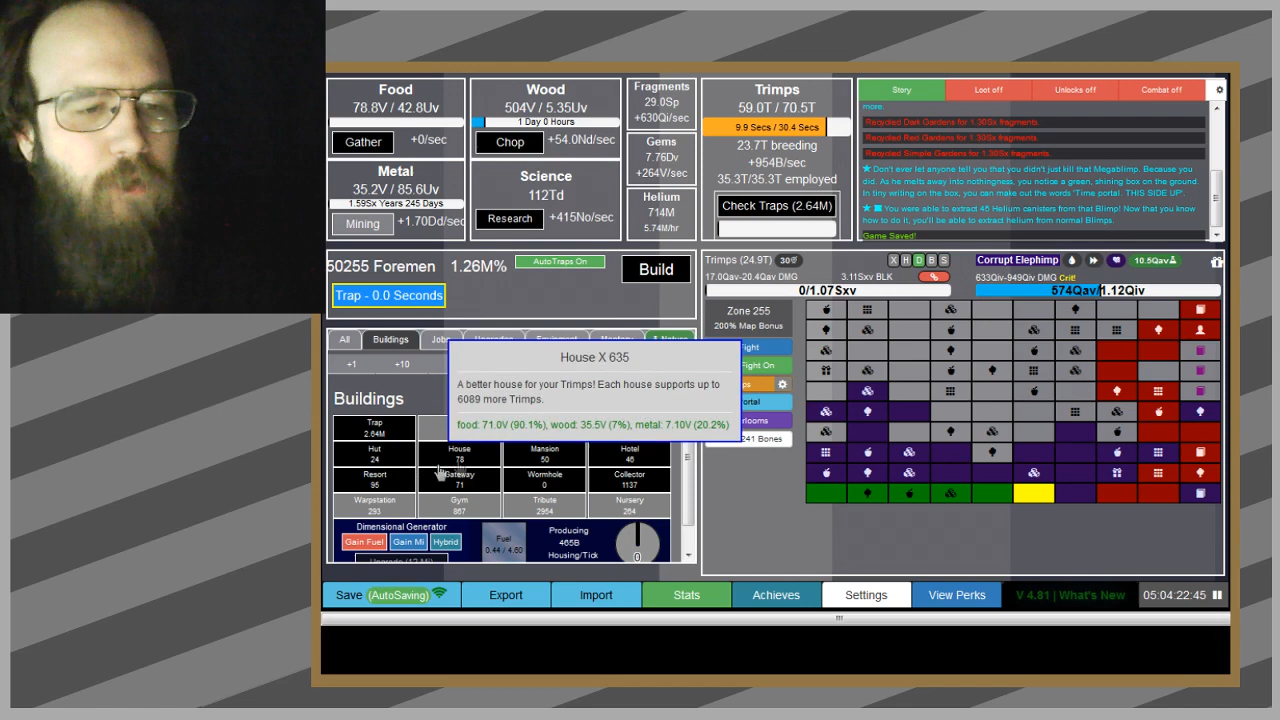 Food
78.8V / 42.8Uv
Gather
+0/sec
Wood
504V / 5.35Uv
1 Day 0 Hours
Chop
+54.0Nd/sec
Metal
35.2V / 85.6Uv
1.59Sx Years 245 Days
Mining
+1.70Dd/sec
Science
112Td
Research
+415No/sec
Fragments
29.0Sp
+630Qi/sec
Gems
7.76Dv
+264V/sec
Helium
714M
5.74M/hr
Trimps
59.0T / 70.5T
9.9 Secs / 30.4 Secs
23.7T breeding
+954B/sec
35.3T/35.3T employed
Check Traps (2.64M)
Story
Loot off
Unlocks off
Combat off
more.
Recycled Dark Gardens for 1.30Sx fragments.
Recycled Red Gardens for 1.30Sx fragments.
Recycled Simple Gardens for 1.30Sx fragments.
Don't ever let anyone tell you that you didn't just kill that Megablimp. Because you
did. As he melts away into nothingness, you notice a green, shining box on the ground.
In tiny writing on the box, you can make out the words "Time portal. THIS SIDE UP".
You were able to extract 45 Helium canisters from that Blimp! Now that you know
how to do it, you'll be able to extract helium from normal Blimps.
Game Saved!
50255 Foremen
1.26M%
AutoTraps On
Build
Trap - 0.0 Seconds
Trimps (24.9T)
30
X H D B S
17.0Qav-20.4Qav DMG
3.11Sxv BLK
%
0/1.07Sxv
Corrupt Elephimp
10.5Qav
633Qiv-949Qiv DMG Crit!
574Qav/1.12Qiv
Zone 255
200% Map Bonus
All
Buildings
+1
+10
House X 635
A better house for your Trimps! Each house supports up to
6089 more Trimps.
food: 71.0V (90.1%), wood: 35.5V (7%), metal: 7.10V (20.2%)
Buildings
Trap
2.64M
Hut
24
House
78
Mansion
50
Hotel
46
Resort
95
Gateway
71
Wormhole
0
Collector
1137
Warpstation
293
Gym
867
Tribute
2954
Nursery
264
Dimensional Generator
Gain Fuel
Gain Mi
Hybrid
Fuel
0.44 / 4.60
Producing
465B
Housing/Tick
0
241 Bones
Save (AutoSaving)
Export
Import
Stats
Achieves
Settings
View Perks
V 4.81 | What's New
05:04:22:45